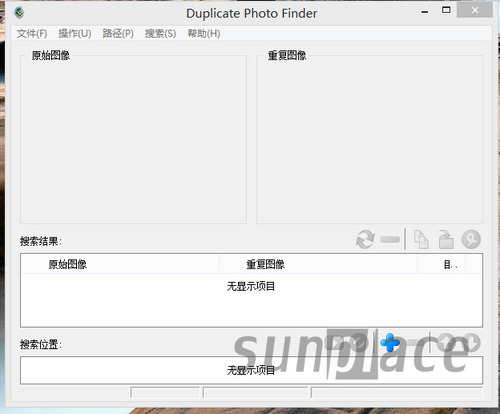 Duplicate Photo Finder
文件(F) 操作(U) 路径(P) 搜索(S) 帮助(H)
原始图像 重复图像
搜索结果:
原始图像 重复图像 目..
无显示项目
搜索位置:
无显示项目
sunplace